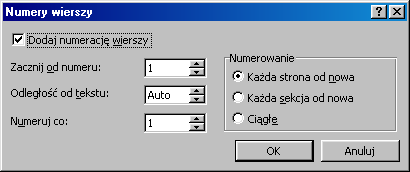 Numery wierszy
Dodaj numerację wierszy
Zacznij od numeru: 1
Odległość od tekstu: Auto
Numeruj co: 1
Numerowanie
Każda strona od nowa
Każda sekcja od nowa
Ciągłe
OK Anuluj